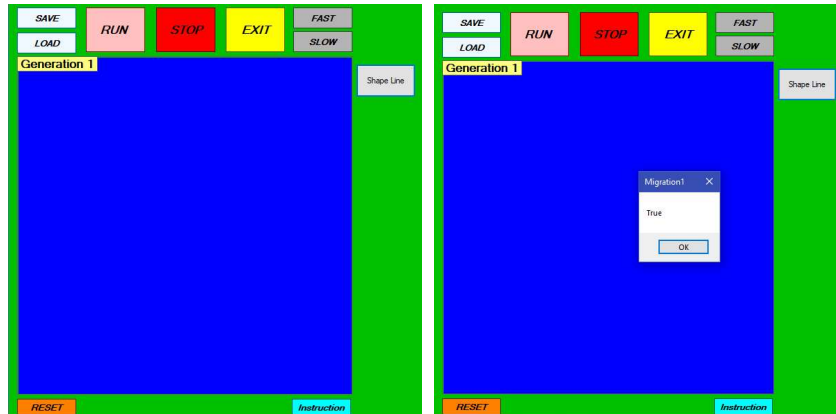 SAVE
LOAD
RUN
STOP
EXIT
FAST
SLOW
Generation 1
Shape Line
RESET
Instruction
SAVE
LOAD
RUN
STOP
EXIT
FAST
SLOW
Generation 1
Shape Line
Migration1
True
OK
RESET
Instruction